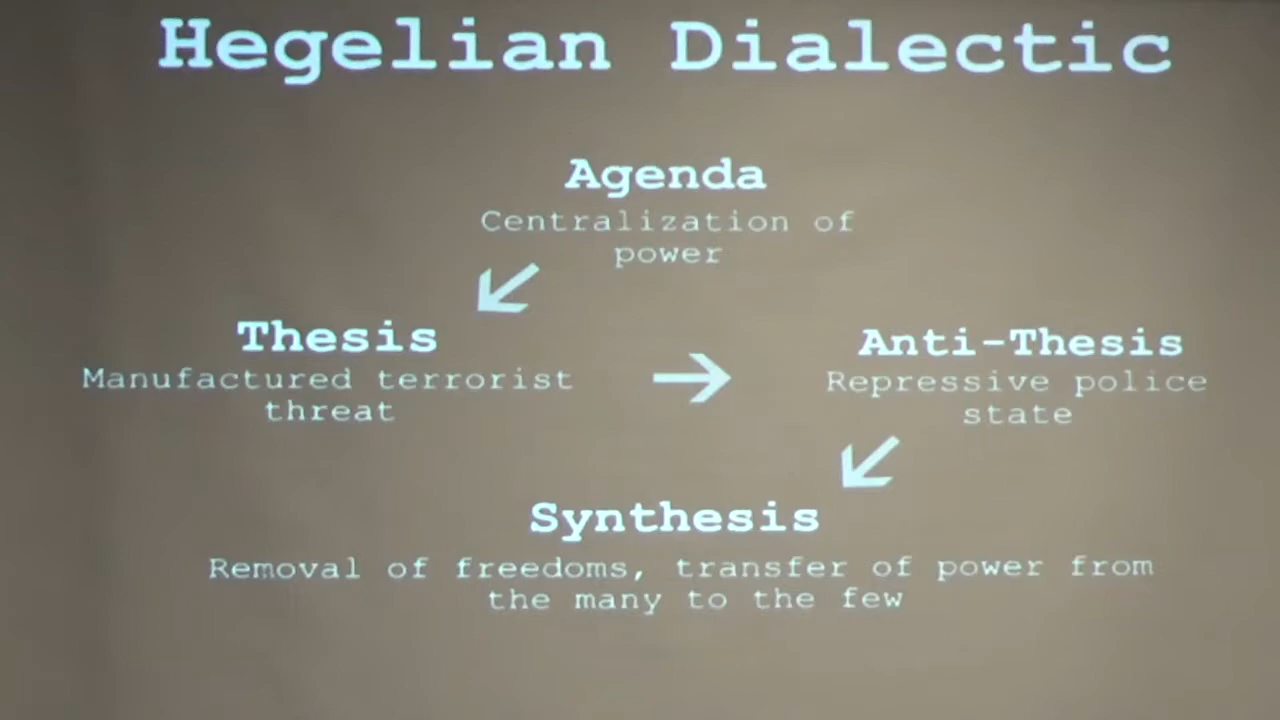 Hegelian Dialectic
Agenda
Centralization of
power
Thesis
Manufactured terrorist
threat
Anti-Thesis
Repressive police
state
Synthesis
Removal of freedoms, transfer of power from
the many to the few